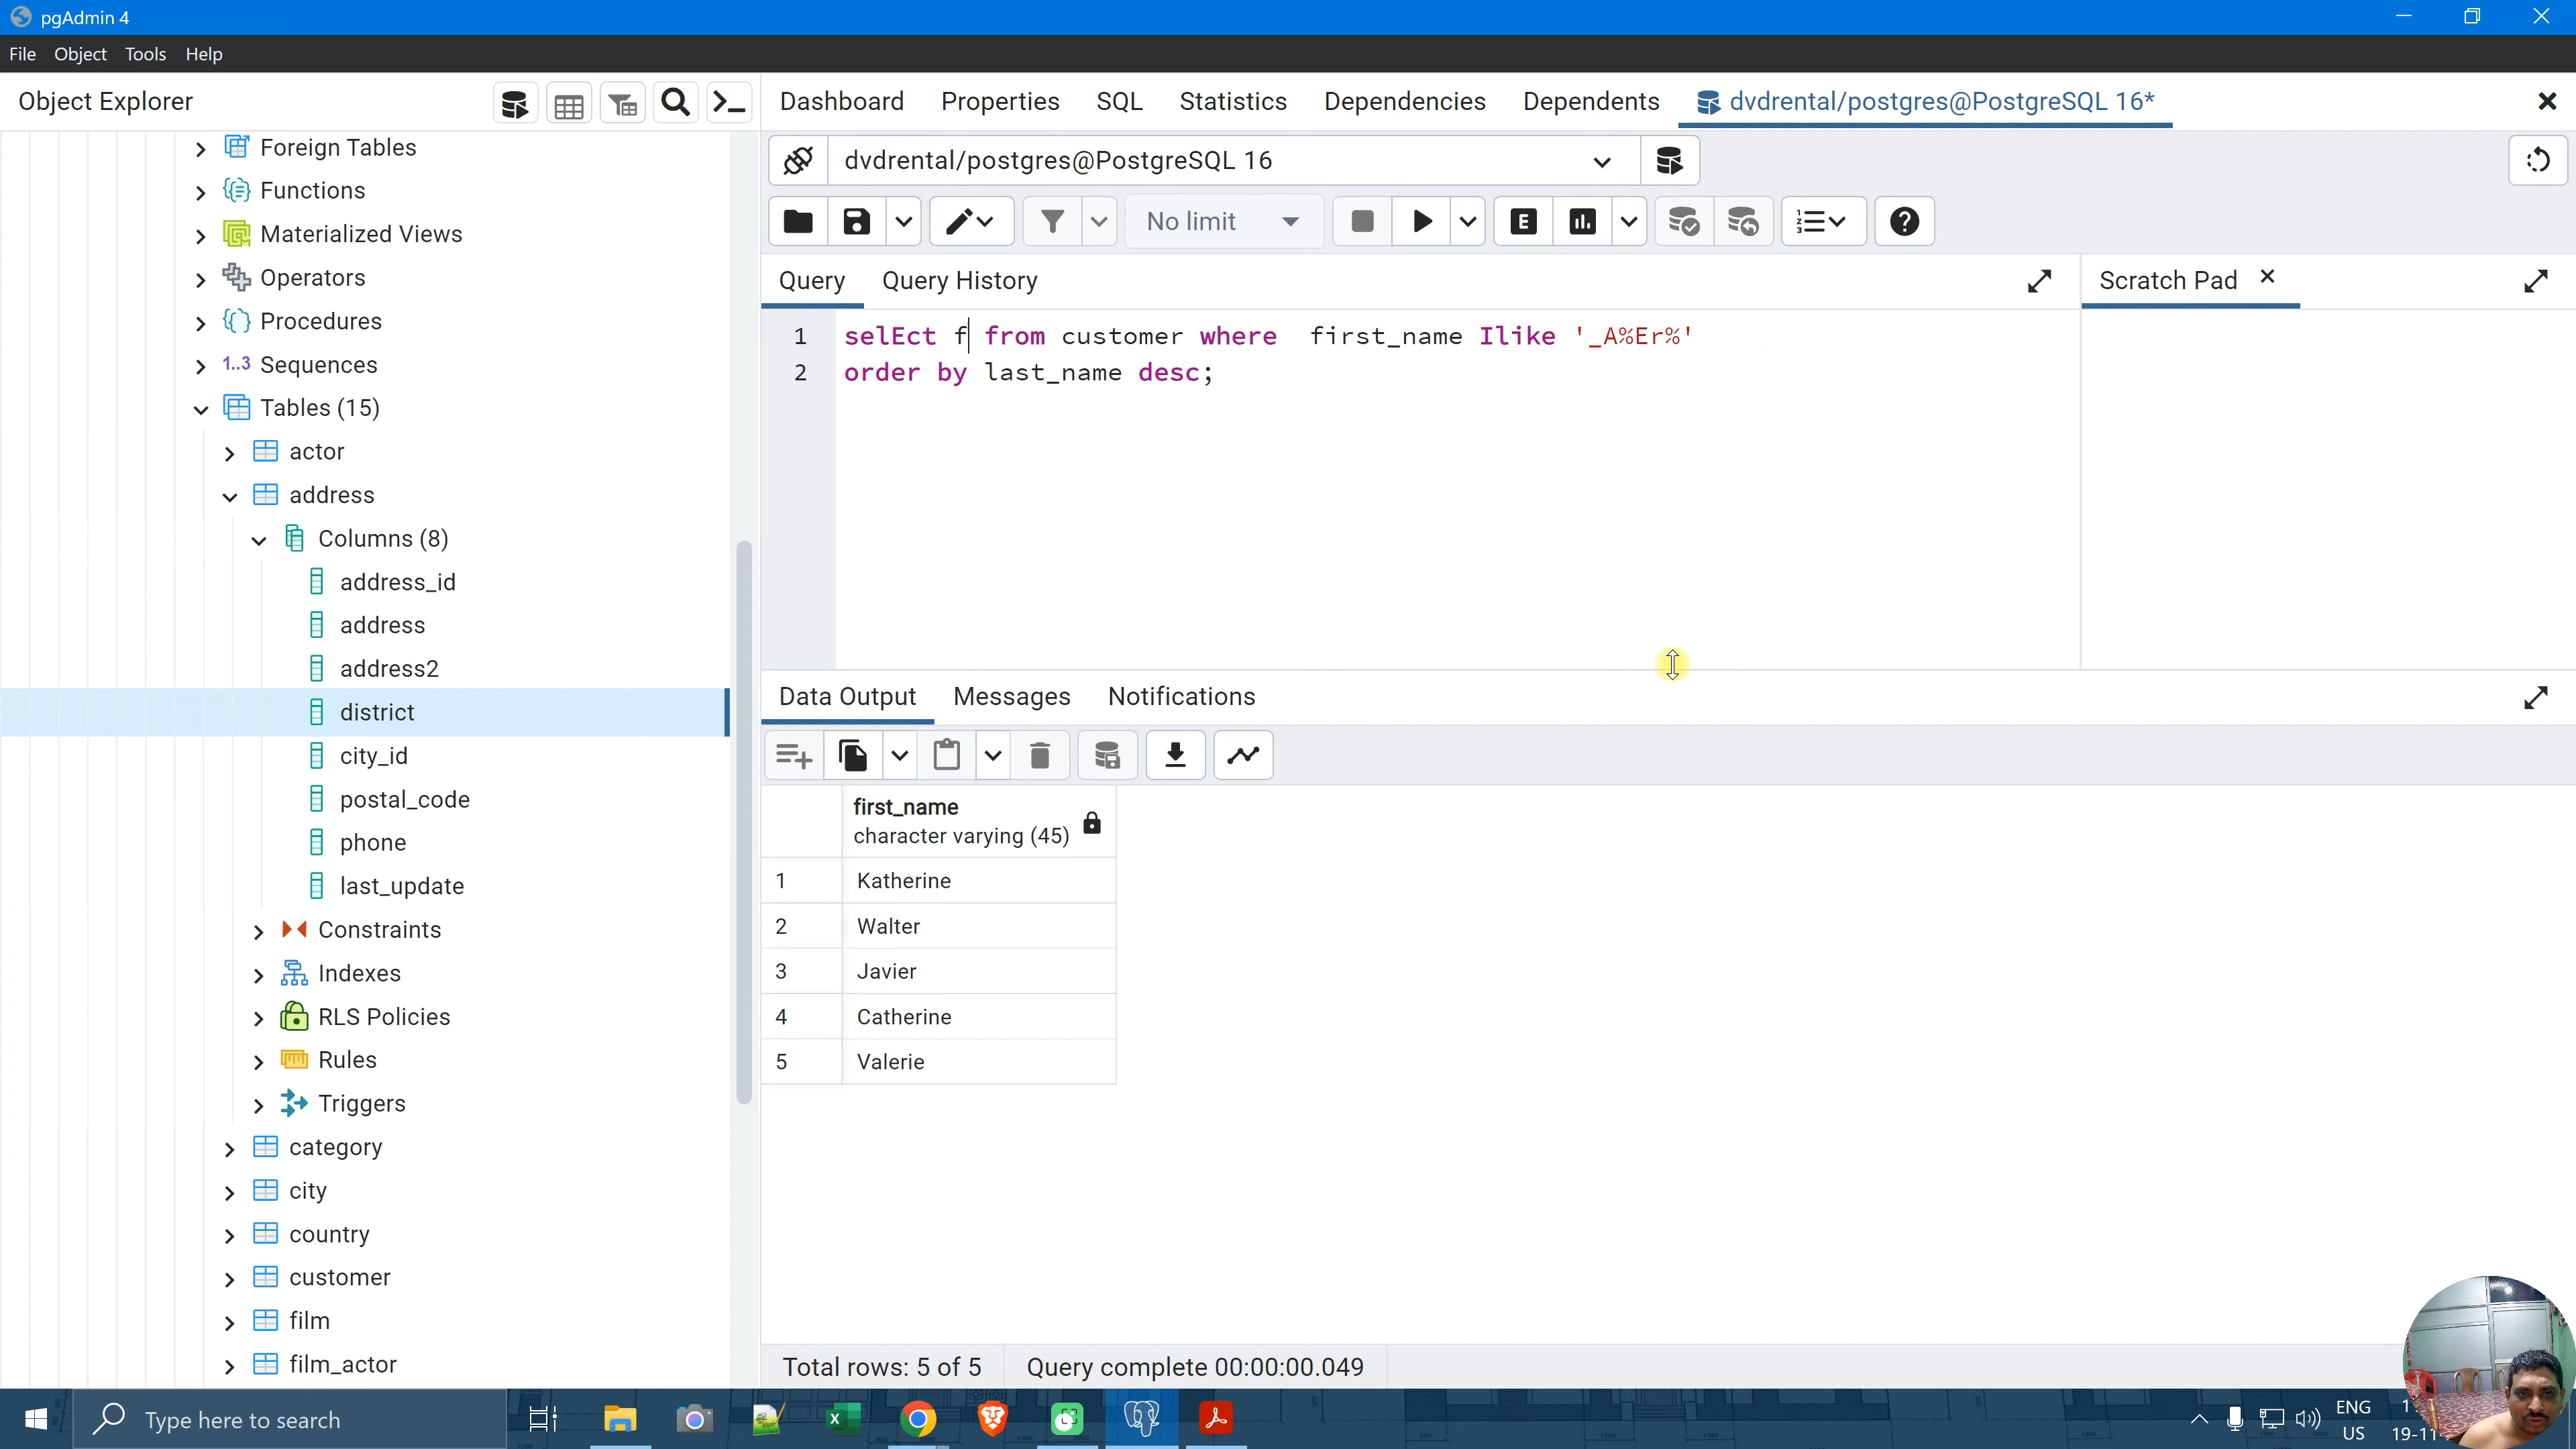 pgAdmin 4
File Object Tools Help
Object Explorer
Dashboard Properties SQL Statistics Dependencies Dependents dvdrental/postgres@PostgreSQL 16*
Foreign Tables
Functions
Materialized Views
Operators
Procedures
1..3 Sequences
Tables (15)
actor
address
Columns (8)
address_id
address
address2
district
city_id
postal_code
phone
last_update
Constraints
Indexes
RLS Policies
Rules
Triggers
category
city
country
customer
film
film_actor
dvdrental/postgres@PostgreSQL 16
No limit
E
Query Query History
Scratch Pad
1 selEct f from customer where  first_name Ilike '_A%Er%'
2 order by last_name desc;
Data Output Messages Notifications
first_name
character varying (45)
1 Katherine
2 Walter
3 Javier
4 Catherine
5 Valerie
Total rows: 5 of 5 Query complete 00:00:00.049
Type here to search
ENG
US